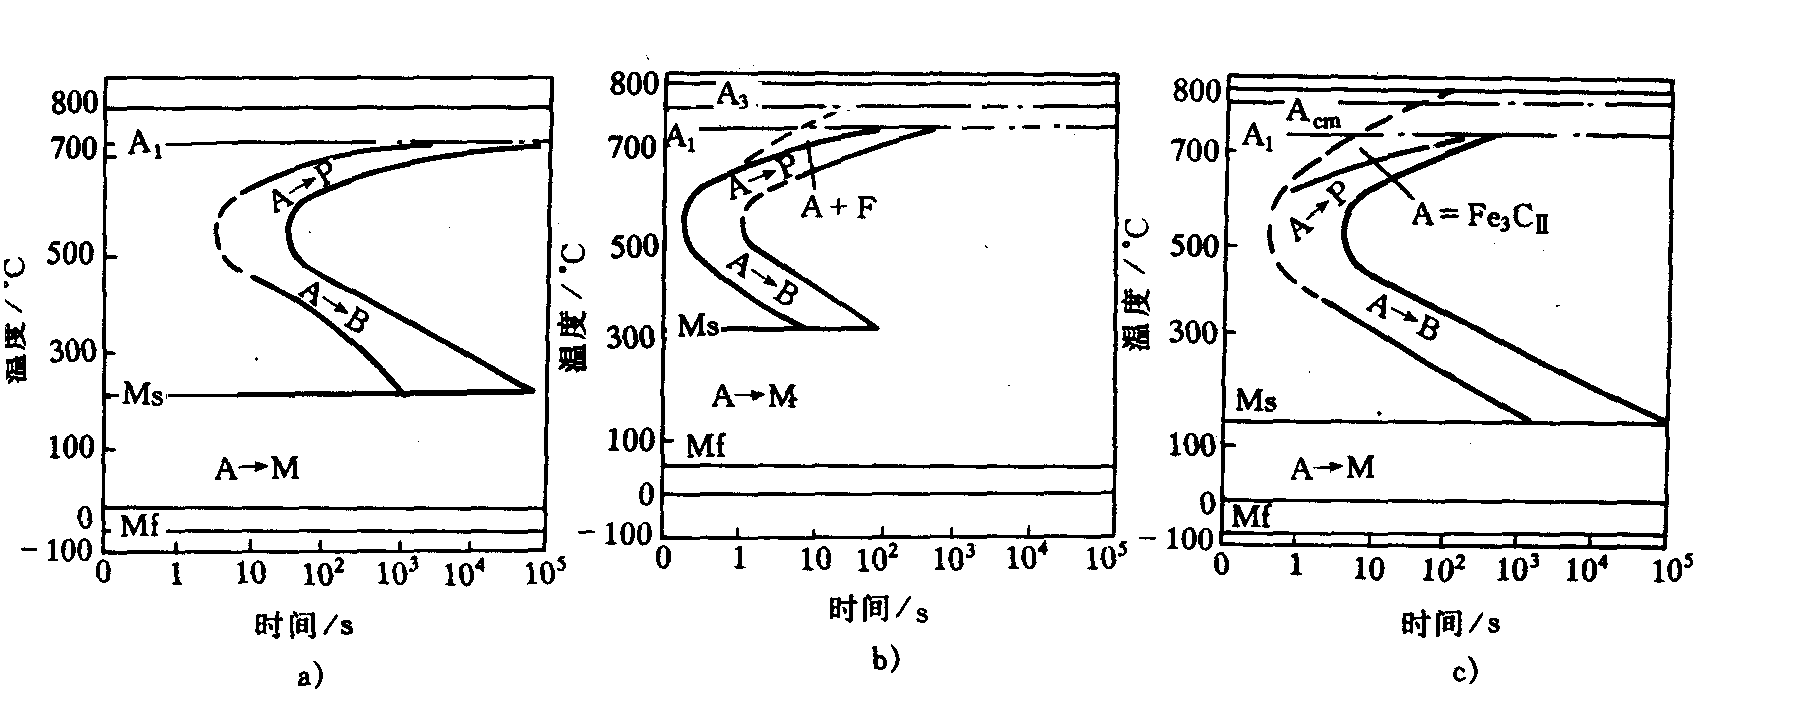 800
A₁
700
A→P
500
A→B
300
Ms
100
A→M
0
Mf
－100
0 1 10 10² 10³ 10⁴ 10⁵
温度/℃
时间/s
a)
800
A₃
A₁
700
A→P
A+F
500
A→B
Ms
300
A→M
100
Mf
0
－100
0 1 10 10² 10³ 10⁴ 10⁵
温度/℃
时间/s
b)
800
Acm
A₁
700
A→P
A=Fe₃CⅡ
500
A→B
300
Ms
100
A→M
0
Mf
－100
0 1 10 10² 10³ 10⁴ 10⁵
温度/℃
时间/s
c)